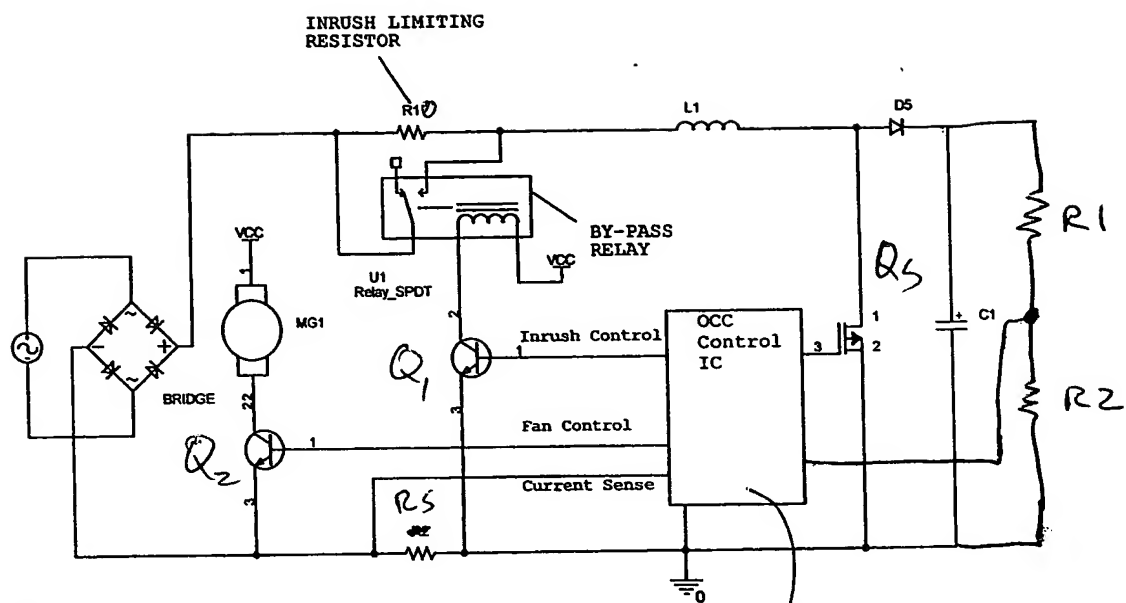 INRUSH LIMITING
RESISTOR
R10
L1
D5
R1
BY-PASS
RELAY
VCC
VCC
U1
Relay_SPDT
1
MG1
2
Q1
1
Inrush Control
OCC
Control
IC
3
1
2
QS
+
C1
~
-
+
~
BRIDGE
22
3
R2
Q2
1
Fan Control
3
Current Sense
RS
0